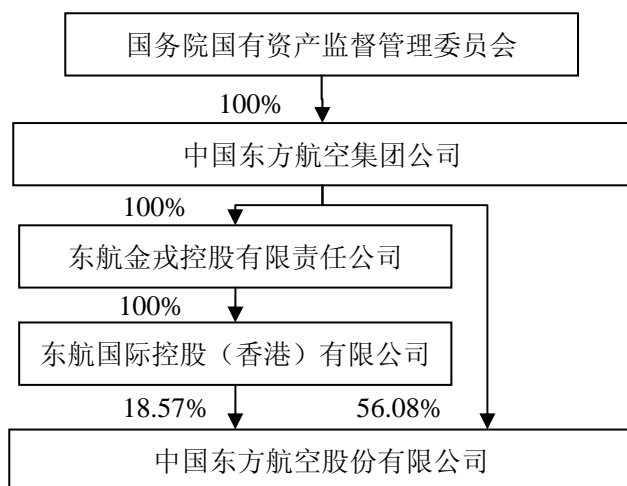 国务院国有资产监督管理委员会
100%
中国东方航空集团公司
100%
东航金戎控股有限责任公司
100%
东航国际控股（香港）有限公司
18.57% 56.08%
中国东方航空股份有限公司